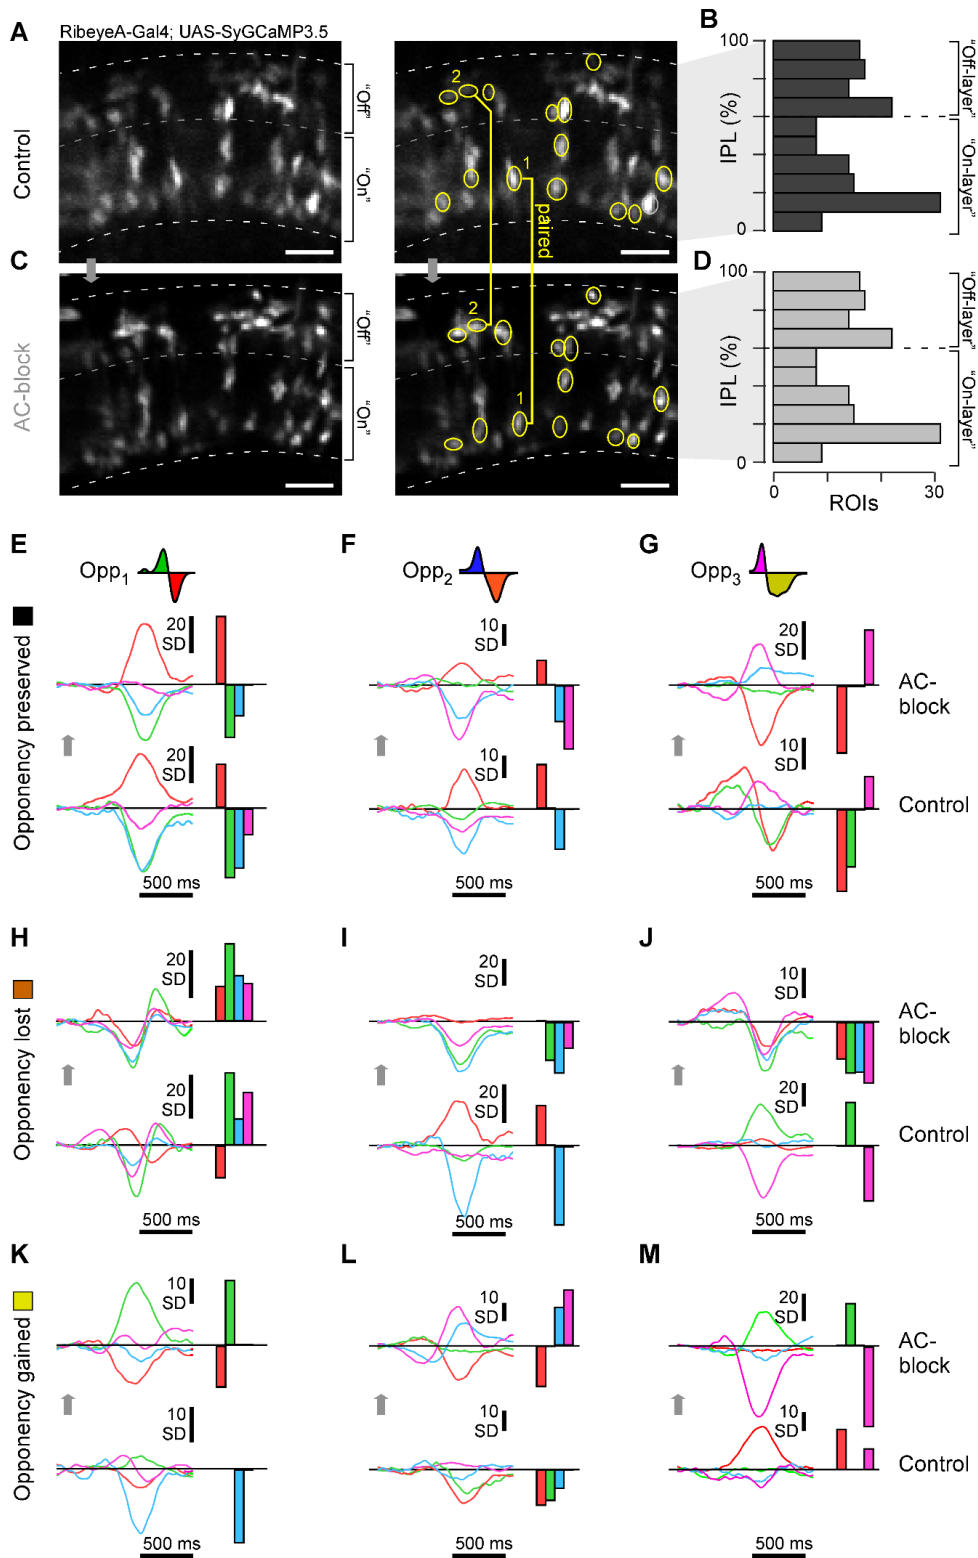 A
RibeyeA-Gal4; UAS-SyGCaMP3.5
Control
"Off"
"On"
2
1
paired
B
100
IPL (%)
0
"Off-layer"
"On-layer"
C
AC-block
"Off"
"On"
2
1
D
100
IPL (%)
0
"Off-layer"
"On-layer"
0
30
ROIs
E
Opp1
F
Opp2
G
Opp3
Opponency preserved
20
SD
10
SD
20
SD
AC-
block
20
SD
10
SD
10
SD
Control
500 ms
500 ms
500 ms
H
I
J
Opponency lost
20
SD
20
SD
10
SD
AC-
block
20
SD
20
SD
20
SD
Control
500 ms
500 ms
500 ms
K
L
M
Opponency gained
10
SD
10
SD
20
SD
AC-
block
10
SD
10
SD
10
SD
Control
500 ms
500 ms
500 ms